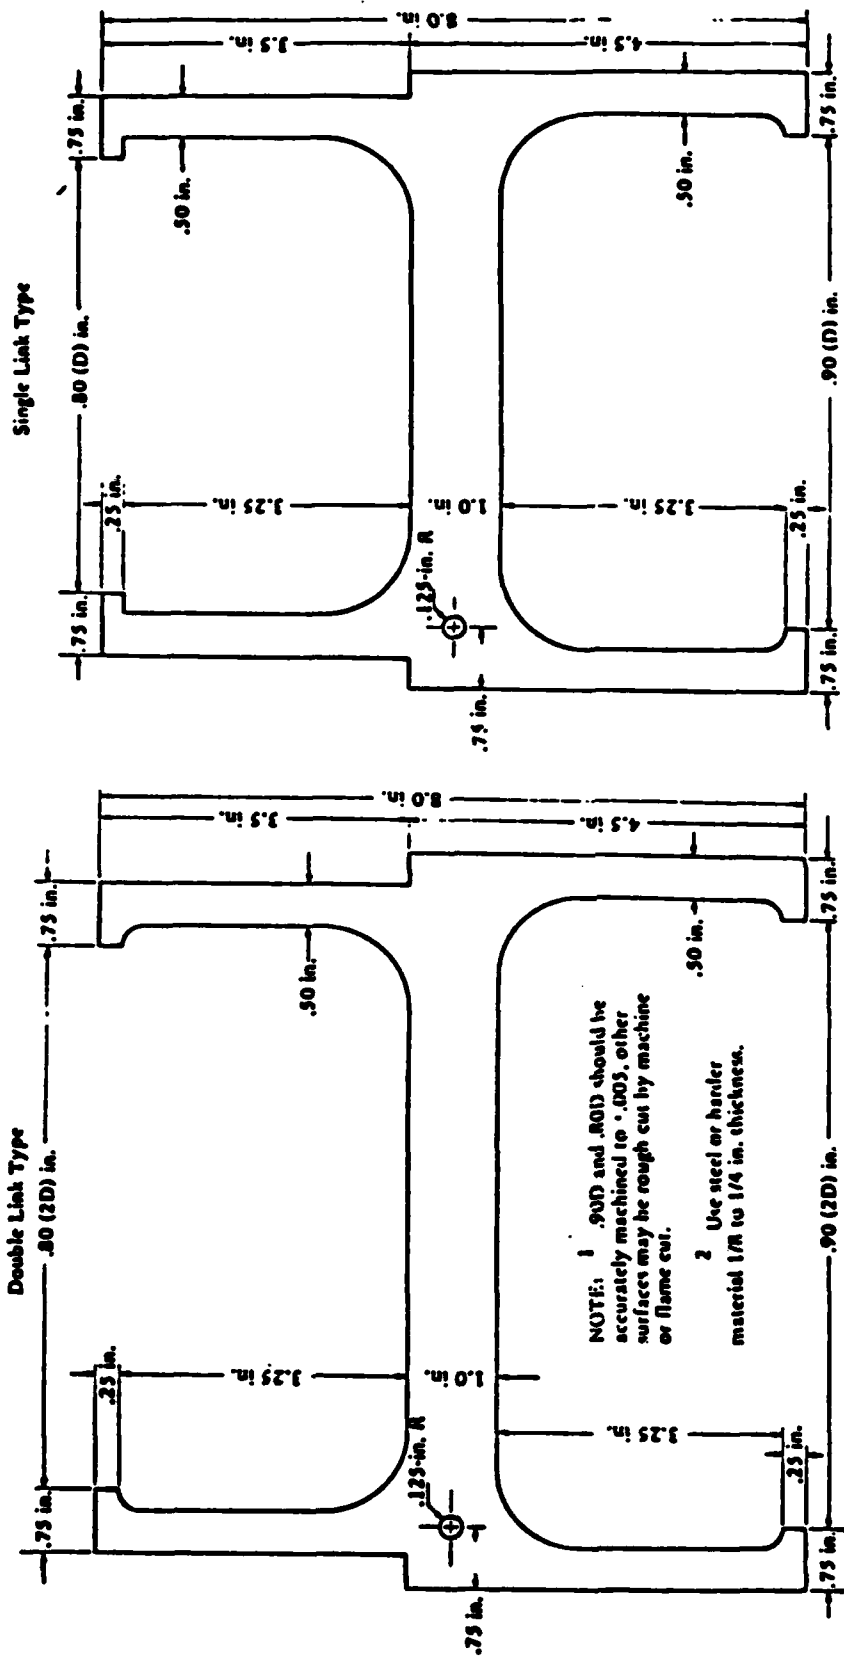 Double Link Type
.80 (2D) in.
.75 in.
.75 in.
.25 in.
3.25 in.
1.0 in.
3.25 in.
.25 in.
.125-in. R
.75 in.
.50 in.
.50 in.
3.5 in.
8.0 in.
4.5 in.
.75 in.
.90 (2D) in.
.75 in.
NOTE: 1 .90D and .80D should be
accurately machined to .005, other
surfaces may be rough cut by machine
or flame cut.
2 Use steel or harder
material 1/8 to 1/4 in. thickness.
Single Link Type
.80 (D) in.
.75 in.
.75 in.
.25 in.
3.25 in.
1.0 in.
3.25 in.
.25 in.
.125-in. R
.75 in.
.50 in.
.50 in.
3.5 in.
8.0 in.
4.5 in.
.75 in.
.90 (D) in.
.75 in.